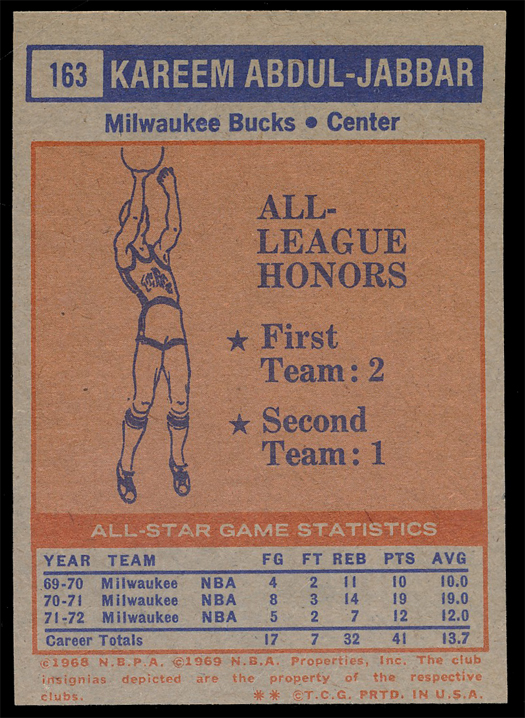 163 KAREEM ABDUL-JABBAR
Milwaukee Bucks • Center
ALL-
LEAGUE
HONORS
★ First
Team: 2
★ Second
Team: 1
ALL-STAR GAME STATISTICS
YEAR TEAM FG FT REB PTS AVG
69-70 Milwaukee NBA 4 2 11 10 10.0
70-71 Milwaukee NBA 8 3 14 19 19.0
71-72 Milwaukee NBA 5 2 7 12 12.0
Career Totals 17 7 32 41 13.7
©1968 N.B.P.A. ©1969 N.B.A. Properties, Inc. The club
insignias depicted are the property of the respective
clubs. ** ©T.C.G. PRTD. IN U.S.A.